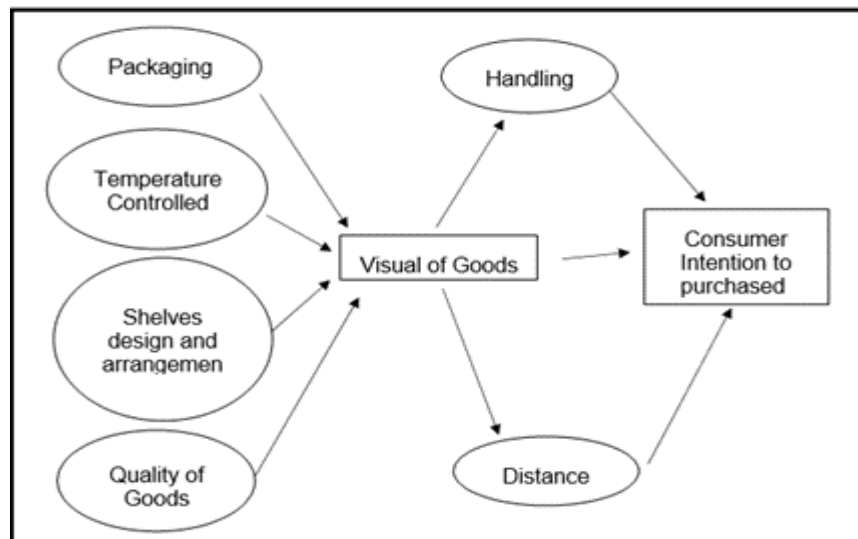 Packaging
Temperature
Controlled
Shelves
design and
arrangemen
Quality of
Goods
Visual of Goods
Handling
Distance
Consumer
Intention to
purchased